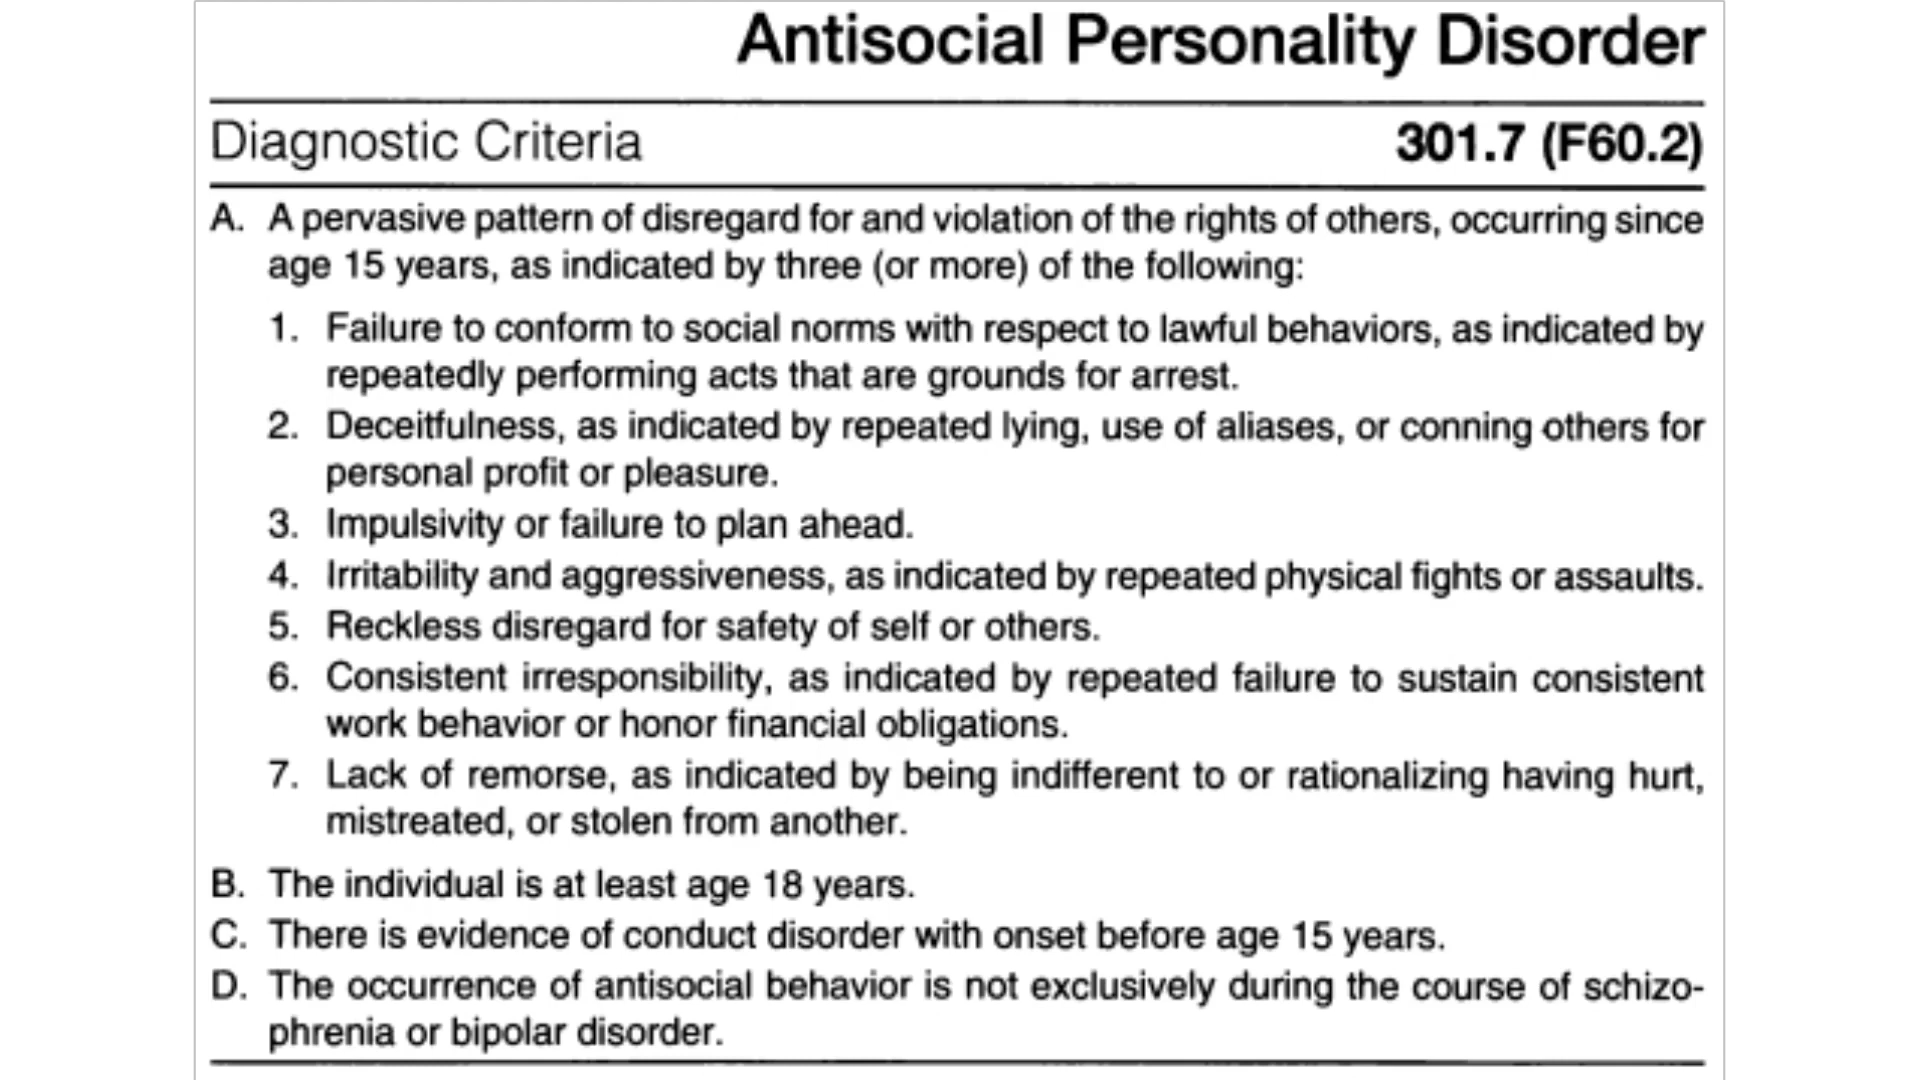 Antisocial Personality Disorder
Diagnostic Criteria 301.7 (F60.2)
A. A pervasive pattern of disregard for and violation of the rights of others, occurring since
age 15 years, as indicated by three (or more) of the following:
1. Failure to conform to social norms with respect to lawful behaviors, as indicated by
repeatedly performing acts that are grounds for arrest.
2. Deceitfulness, as indicated by repeated lying, use of aliases, or conning others for
personal profit or pleasure.
3. Impulsivity or failure to plan ahead.
4. Irritability and aggressiveness, as indicated by repeated physical fights or assaults.
5. Reckless disregard for safety of self or others.
6. Consistent irresponsibility, as indicated by repeated failure to sustain consistent
work behavior or honor financial obligations.
7. Lack of remorse, as indicated by being indifferent to or rationalizing having hurt,
mistreated, or stolen from another.
B. The individual is at least age 18 years.
C. There is evidence of conduct disorder with onset before age 15 years.
D. The occurrence of antisocial behavior is not exclusively during the course of schizo-
phrenia or bipolar disorder.